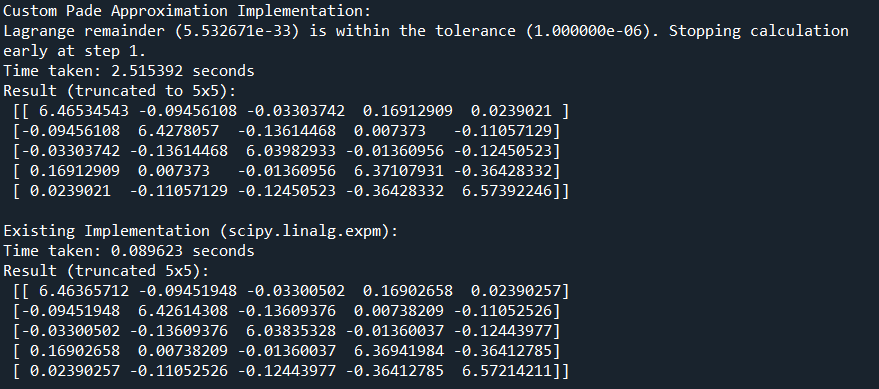 Custom Pade Approximation Implementation:
Lagrange remainder (5.532671e-33) is within the tolerance (1.000000e-06). Stopping calculation
early at step 1.
Time taken: 2.515392 seconds
Result (truncated to 5x5):
[[ 6.46534543 -0.09456108 -0.03303742  0.16912909  0.0239021 ]
[-0.09456108  6.4278057  -0.13614468  0.007373   -0.11057129]
[-0.03303742 -0.13614468  6.03982933 -0.01360956 -0.12450523]
[ 0.16912909  0.007373   -0.01360956  6.37107931 -0.36428332]
[ 0.0239021  -0.11057129 -0.12450523 -0.36428332  6.57392246]]
Existing Implementation (scipy.linalg.expm):
Time taken: 0.089623 seconds
Result (truncated 5x5):
[[ 6.46365712 -0.09451948 -0.03300502  0.16902658  0.02390257]
[-0.09451948  6.42614308 -0.13609376  0.00738209 -0.11052526]
[-0.03300502 -0.13609376  6.03835328 -0.01360037 -0.12443977]
[ 0.16902658  0.00738209 -0.01360037  6.36941984 -0.36412785]
[ 0.02390257 -0.11052526 -0.12443977 -0.36412785  6.57214211]]